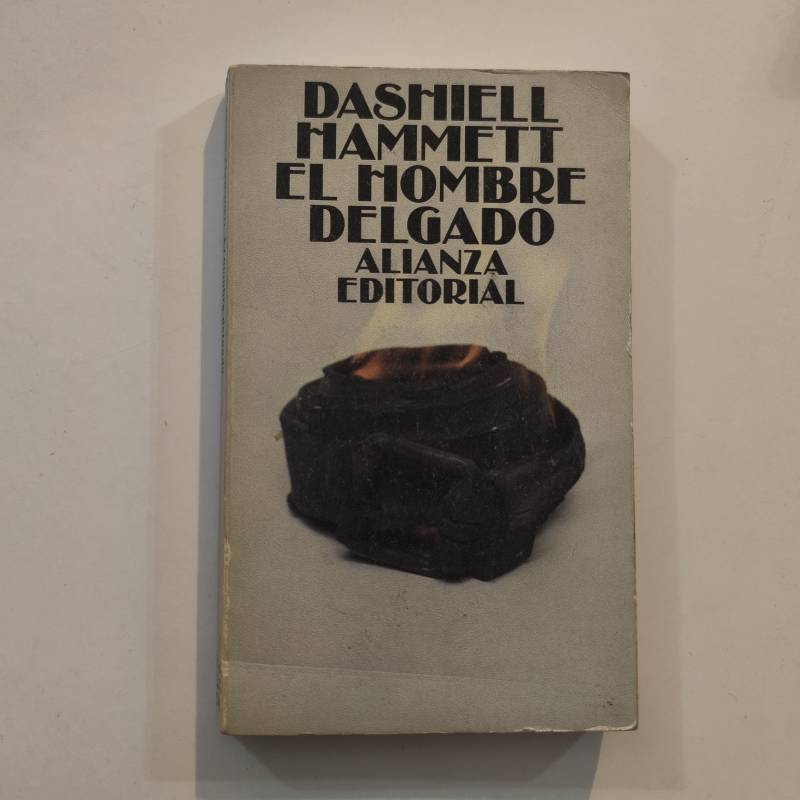 DASHIELL
HAMMETT
EL HOMBRE
DELGADO
ALIANZA
EDITORIAL